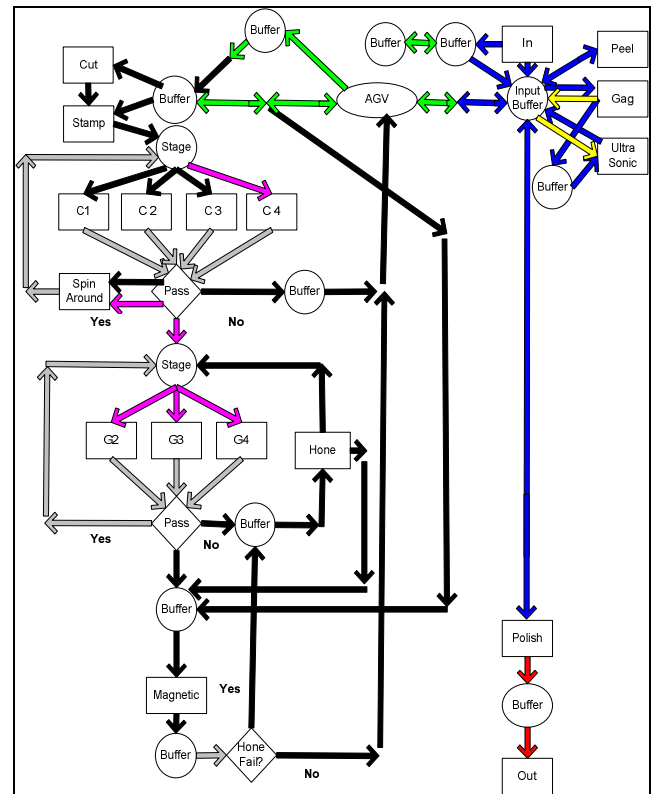 Buffer
Buffer
Buffer
In
Peel
Cut
Buffer
AGV
Input
Buffer
Gag
Stamp
Stage
Ultra
Sonic
Buffer
C1
C 2
C 3
C 4
Spin
Around
Pass
Buffer
Yes
No
Stage
G2
G3
G4
Hone
Pass
Buffer
Yes
No
Buffer
Polish
Magnetic
Yes
Buffer
Buffer
Hone
Fail?
No
Out